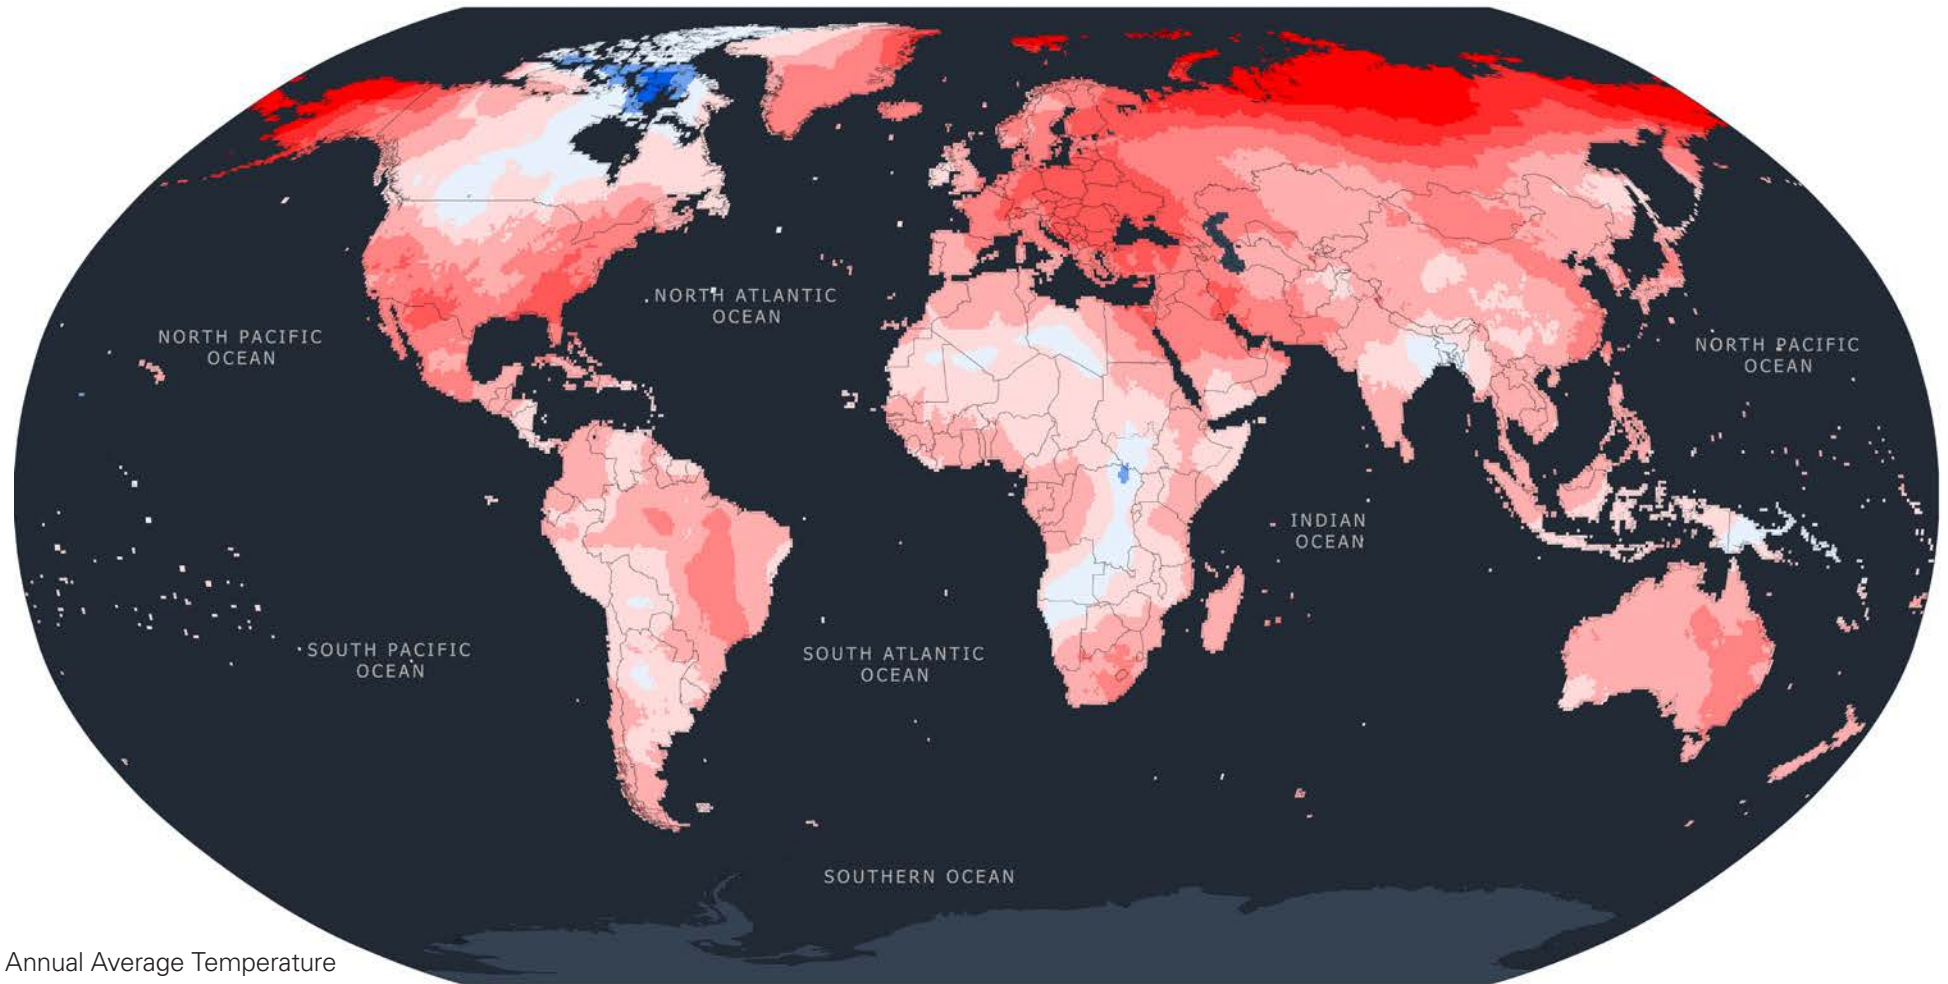 NORTH ATLANTIC
OCEAN
NORTH PACIFIC
OCEAN
NORTH PACIFIC
OCEAN
INDIAN
OCEAN
SOUTH PACIFIC
OCEAN
SOUTH ATLANTIC
OCEAN
SOUTHERN OCEAN
Annual Average Temperature